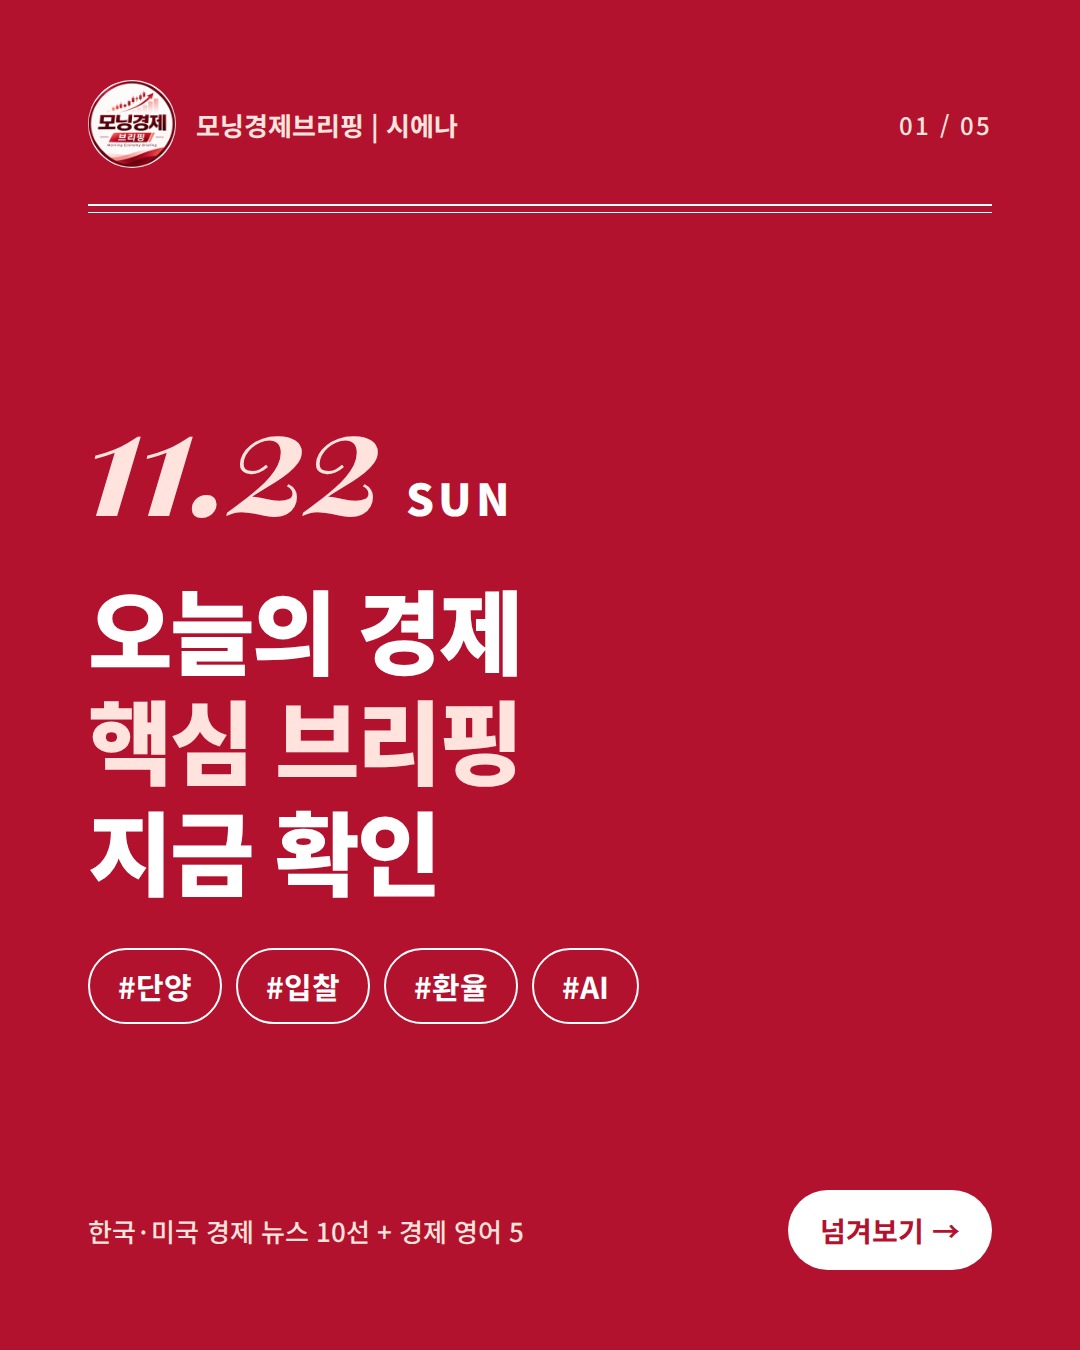 모닝경제
브리핑
Morning Economy Briefing
모닝경제브리핑 | 시에나
01 / 05
11.22 SUN
오늘의 경제
핵심 브리핑
지금 확인
#단양 #입찰 #환율 #AI
한국·미국 경제 뉴스 10선 + 경제 영어 5
넘겨보기 →